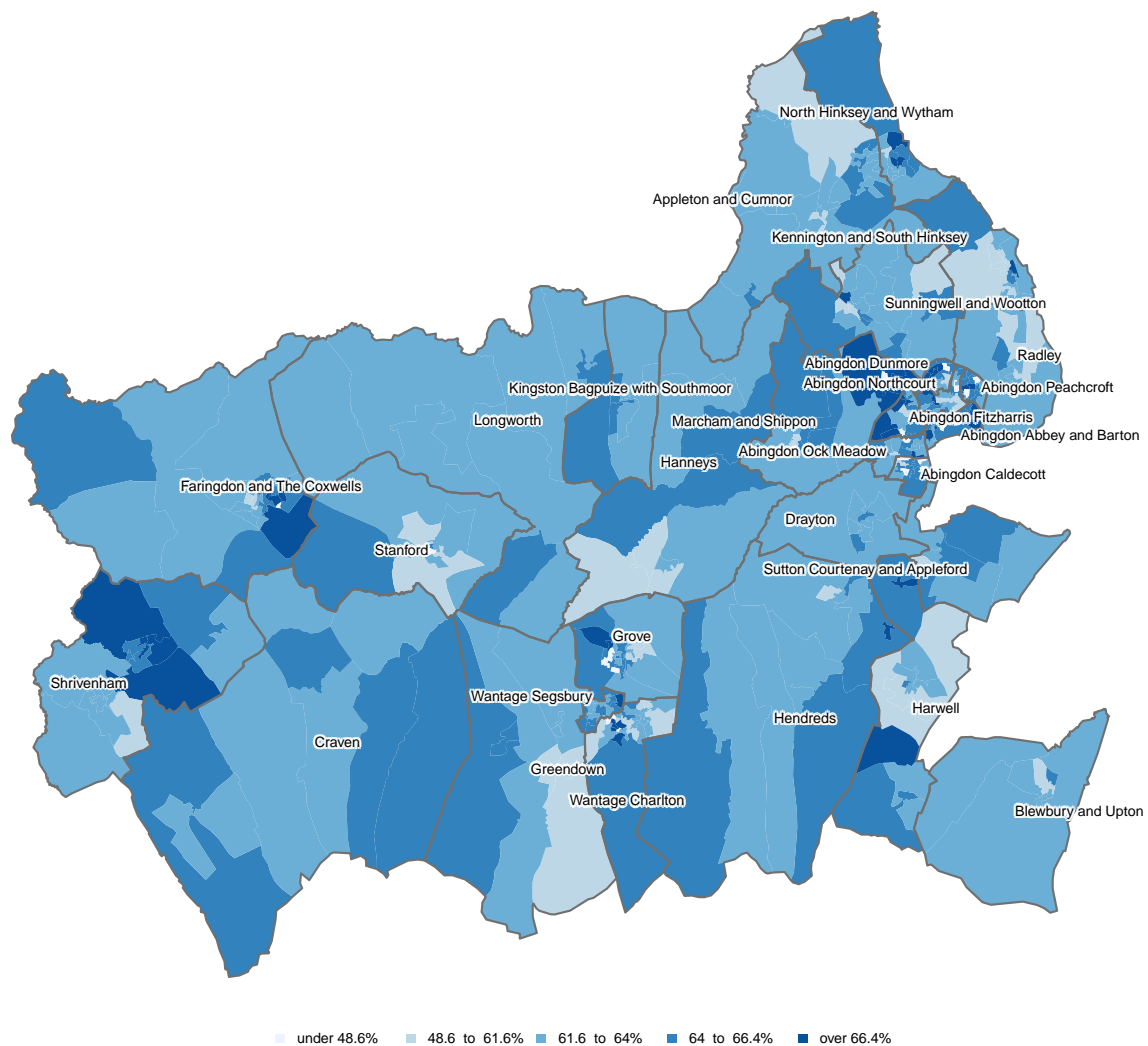 North Hinksey and Wytham
Appleton and Cumnor
Kennington and South Hinksey
Sunningwell and Wootton
Radley
Abingdon Dunmore
Abingdon Northcourt
Abingdon Peachcroft
Kingston Bagpuize with Southmoor
Longworth
Marcham and Shippon
Abingdon Fitzharris
Abingdon Abbey and Barton
Abingdon Ock Meadow
Hanneys
Abingdon Caldecott
Faringdon and The Coxwells
Drayton
Stanford
Sutton Courtenay and Appleford
Grove
Shrivenham
Wantage Segsbury
Harwell
Hendreds
Craven
Greendown
Wantage Charlton
Blewbury and Upton
under 48.6% 48.6 to 61.6% 61.6 to 64% 64 to 66.4% over 66.4%